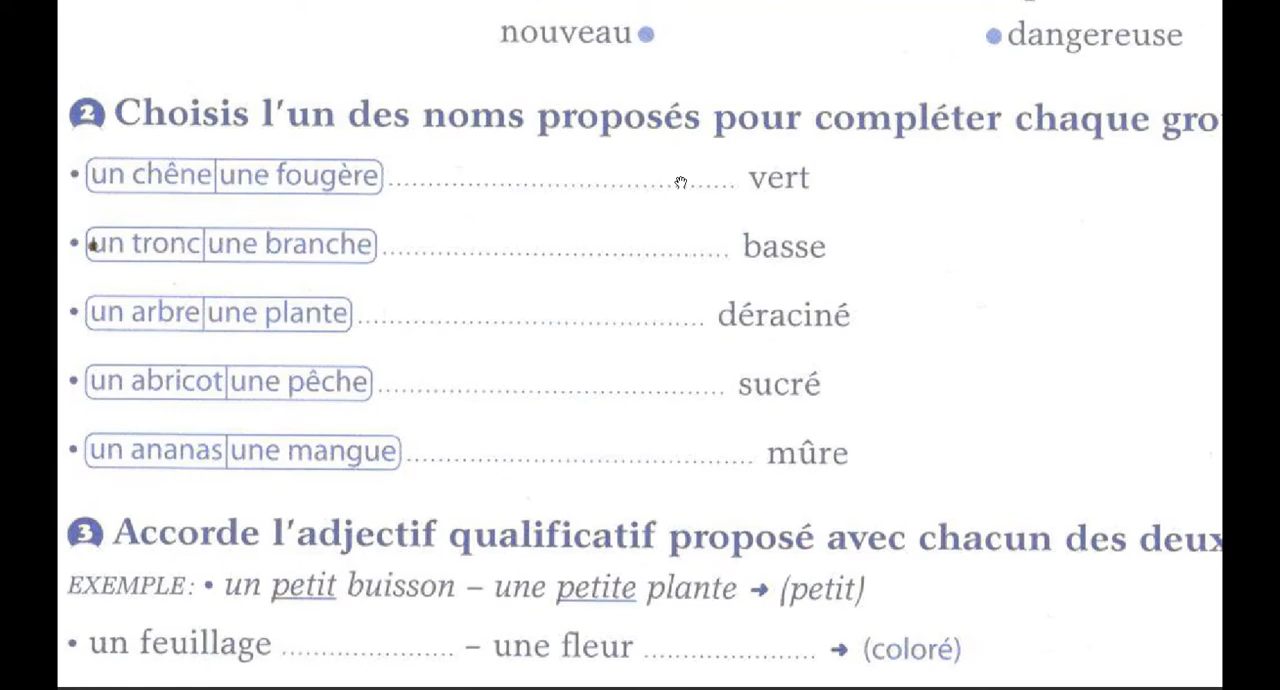 nouveau • • dangereuse
2 Choisis l'un des noms proposés pour compléter chaque gro
• un chêne une fougère ........................................ vert
• un tronc une branche ........................................ basse
• un arbre une plante ........................................ déraciné
• un abricot une pêche ........................................ sucré
• un ananas une mangue ........................................ mûre
3 Accorde l'adjectif qualificatif proposé avec chacun des deux
EXEMPLE : • un petit buisson – une petite plante ➜ (petit)
• un feuillage .................... – une fleur .................... ➜ (coloré)